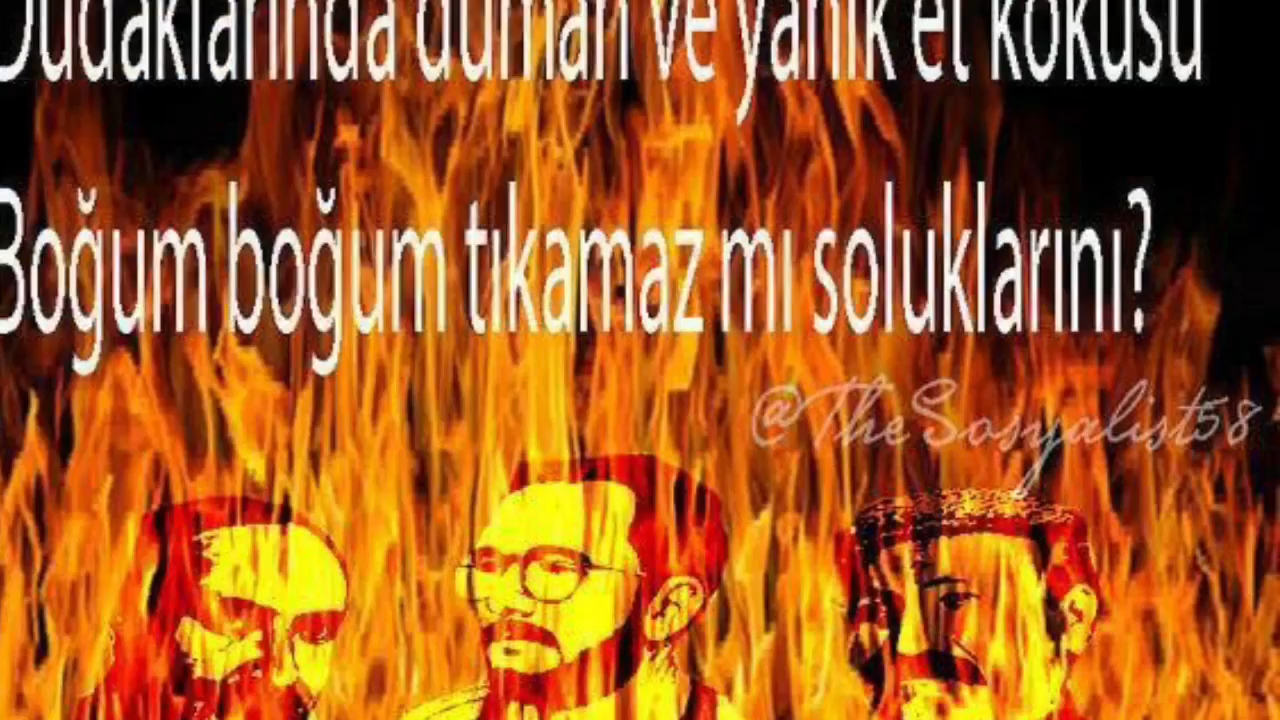 Dudaklarında duman ve yanık et kokusu
Boğum boğum tıkamaz mı soluklarını?
@TheSosyalist58